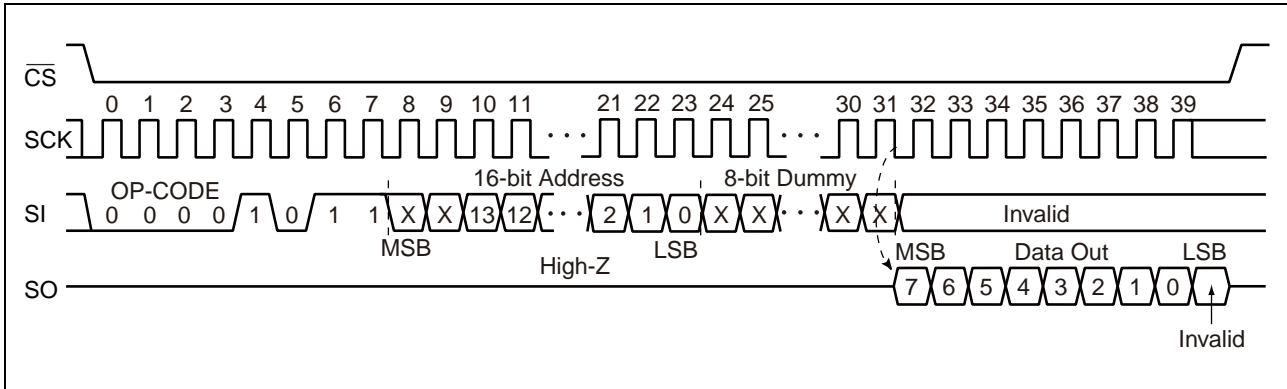 CS
0 1 2 3 4 5 6 7 8 9 10 11 21 22 23 24 25 30 31 32 33 34 35 36 37 38 39
SCK
OP-CODE 16-bit Address 8-bit Dummy
SI 0 0 0 0 1 0 1 1 X X 13 12 ··· 2 1 0 X X ··· X X Invalid
MSB LSB MSB Data Out LSB
High-Z
SO 7 6 5 4 3 2 1 0
Invalid